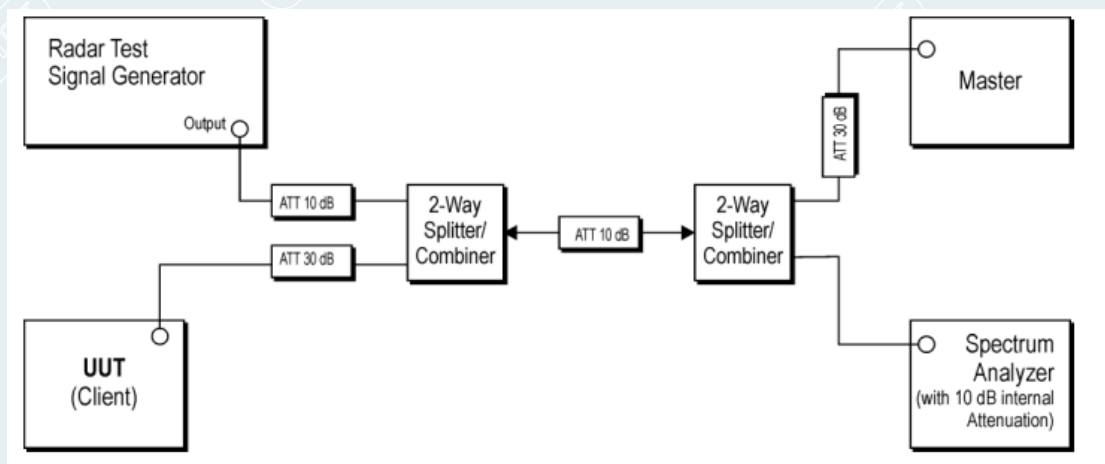 Radar Test
Signal Generator
Output
ATT 10 dB
ATT 30 dB
2-Way
Splitter/
Combiner
ATT 10 dB
2-Way
Splitter/
Combiner
ATT 30 dB
Master
UUT
(Client)
Spectrum
Analyzer
(with 10 dB internal
Attenuation)